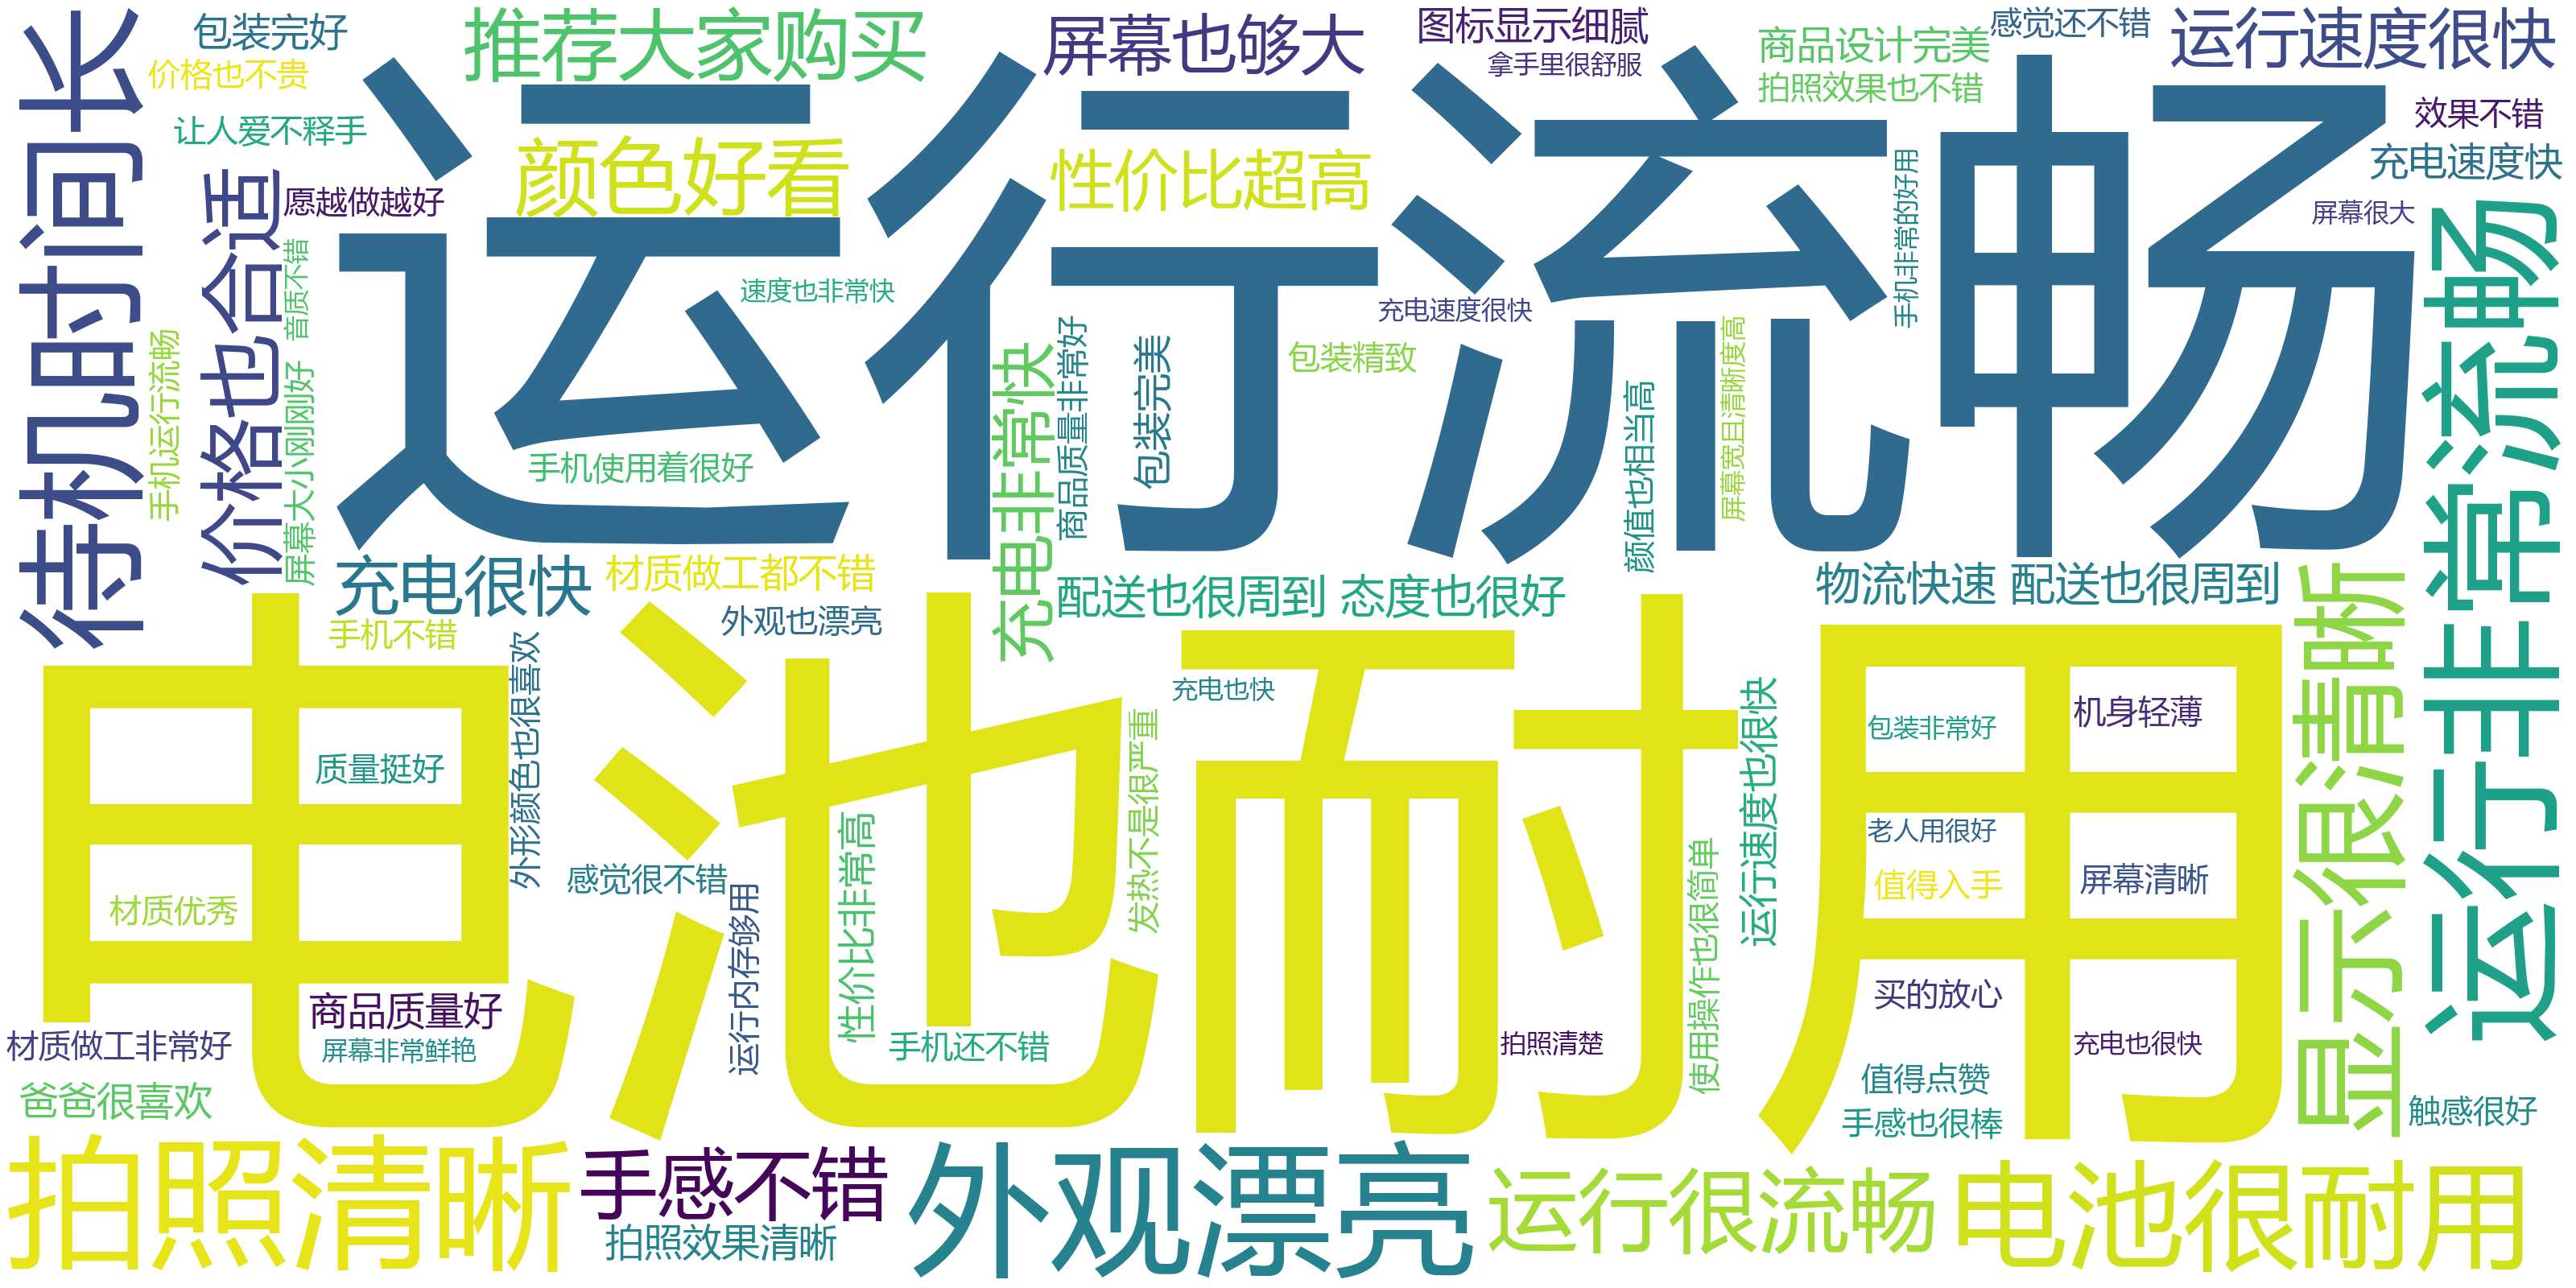 包装完好
推荐大家购买
屏幕也够大
图标显示细腻
拿手里很舒服
商品设计完美
感觉还不错
运行速度很快
价格也不贵
拍照效果也不错
效果不错
让人爱不释手
颜色好看
性价比超高
充电速度快
愿越做越好
屏幕很大
待机时间长
价格也合适
音质不错
运行流畅
速度也非常快
充电速度很快
手机非常的好用
手机运行流畅
屏幕大小刚刚好
手机使用着很好
充电非常快
商品质量非常好
包装完美
包装精致
颜值也相当高
屏幕宽且清晰度高
运行非常流畅
充电很快
材质做工都不错
配送也很周到 态度也很好
物流快速 配送也很周到
手机不错
外观也漂亮
外形颜色也很喜欢
充电也快
电池耐用
质量挺好
发热不是很严重
运行速度也很快
包装非常好
机身轻薄
显示很清晰
材质优秀
感觉很不错
运行内存够用
性价比非常高
使用操作也很简单
老人用很好
值得入手
屏幕清晰
商品质量好
买的放心
材质做工非常好
屏幕非常鲜艳
手机还不错
拍照清楚
充电也很快
爸爸很喜欢
值得点赞
手感也很棒
触感很好
拍照清晰
手感不错
拍照效果清晰
外观漂亮
运行很流畅
电池很耐用